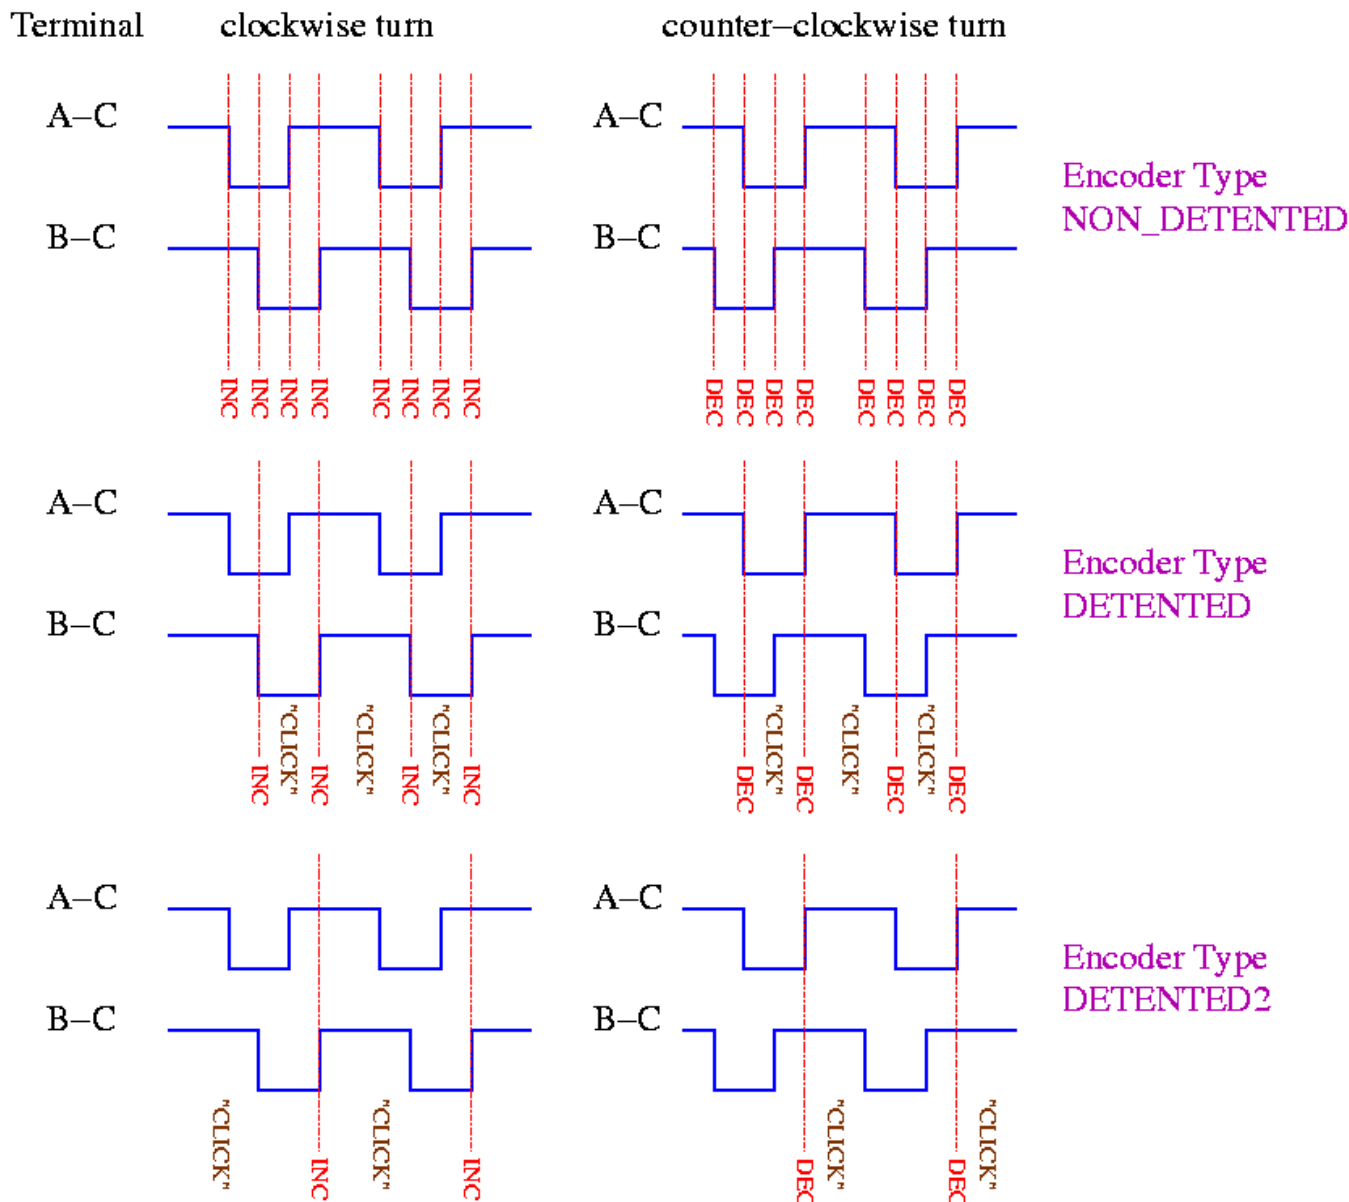 Terminal clockwise turn counter–clockwise turn
A–C A–C
Encoder Type
NON_DETENTED
B–C B–C
INC INC INC INC INC INC INC INC DEC DEC DEC DEC DEC DEC DEC DEC
A–C A–C
Encoder Type
DETENTED
B–C B–C
"CLICK" "CLICK" "CLICK" "CLICK" "CLICK" "CLICK"
INC INC INC INC DEC DEC DEC DEC
A–C A–C
Encoder Type
DETENTED2
B–C B–C
"CLICK" "CLICK" "CLICK" "CLICK"
INC INC DEC DEC